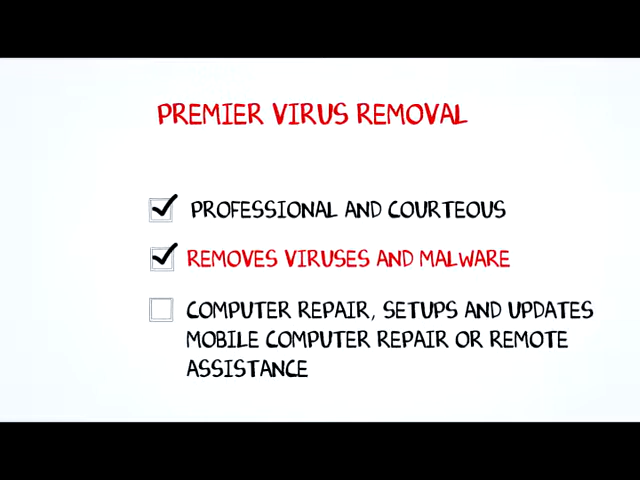 PREMIER VIRUS REMOVAL
PROFESSIONAL AND COURTEOUS
REMOVES VIRUSES AND MALWARE
COMPUTER REPAIR, SETUPS AND UPDATES
MOBILE COMPUTER REPAIR OR REMOTE
ASSISTANCE